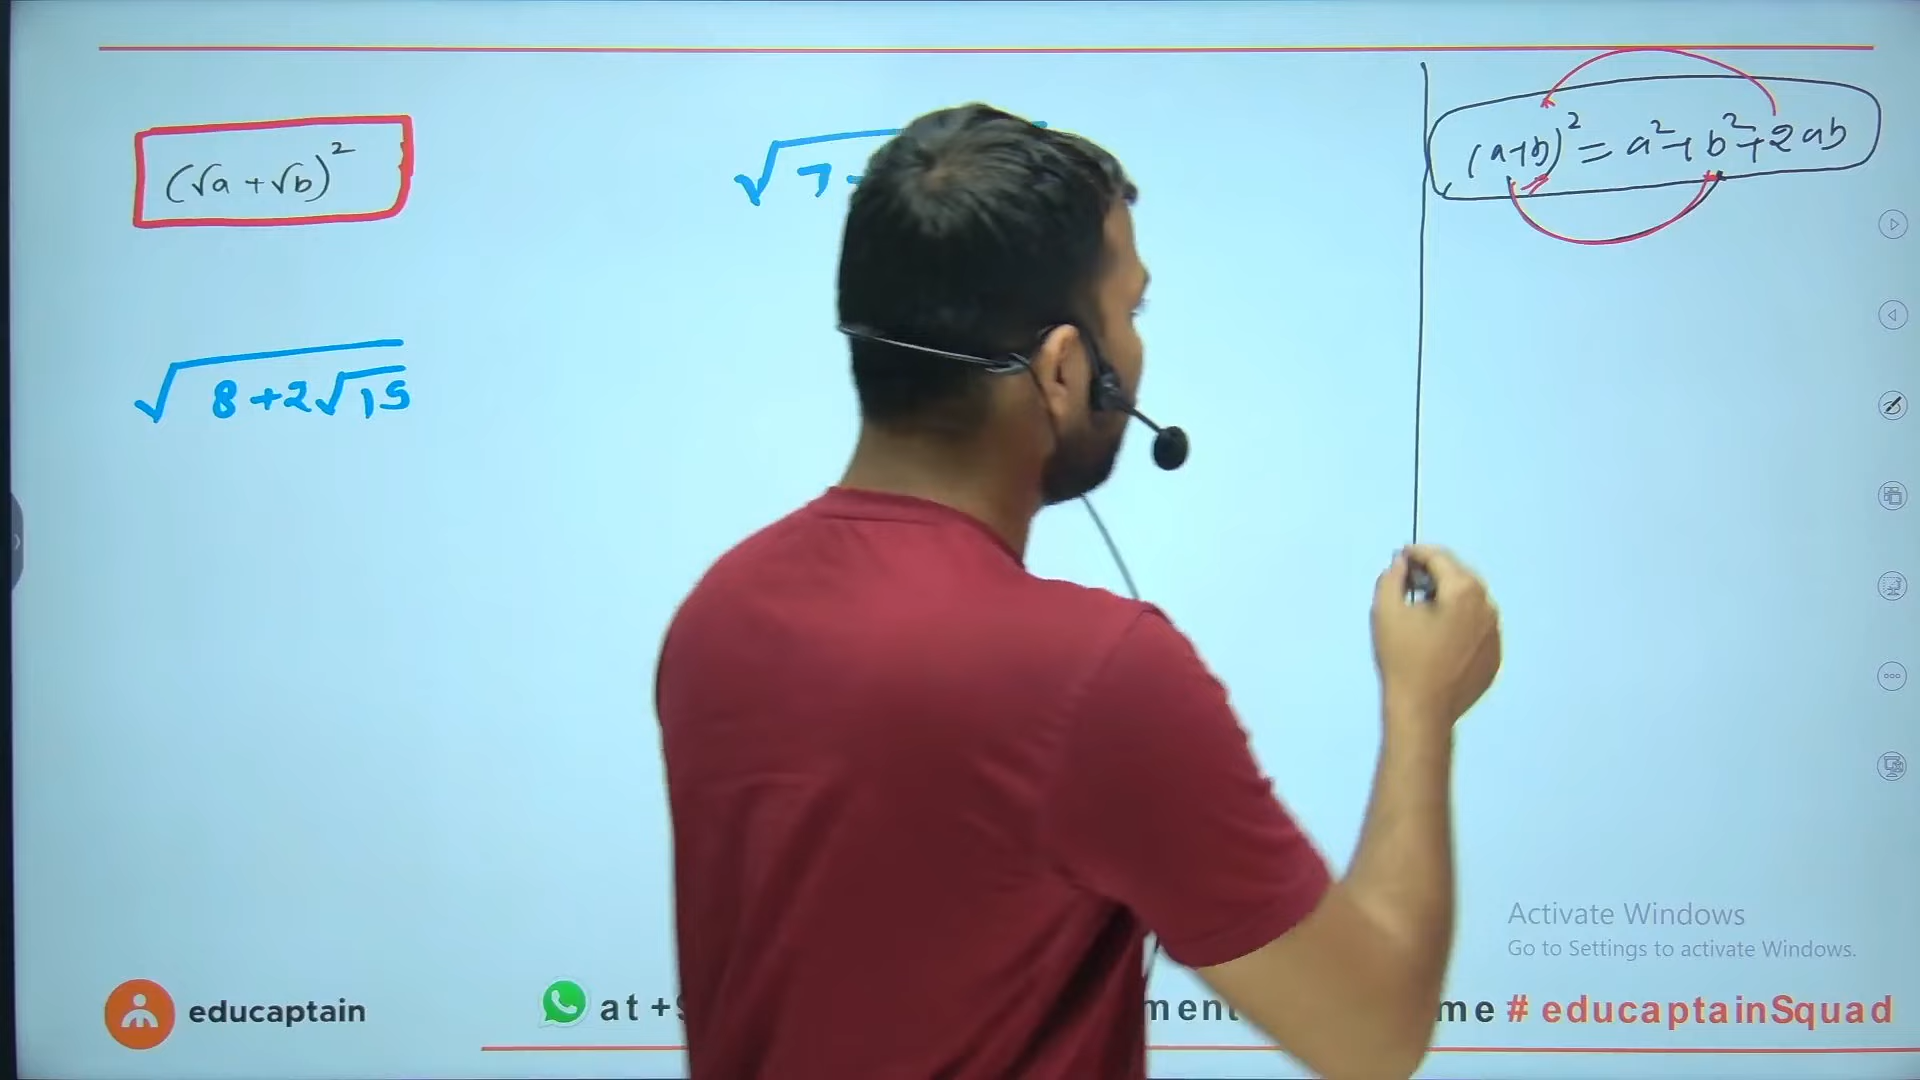 (√a + √b)²
√7 -
(a+b)² = a² + b² + 2ab
√8+2√15
Activate Windows
Go to Settings to activate Windows.
educaptain
at
me # educaptainSquad